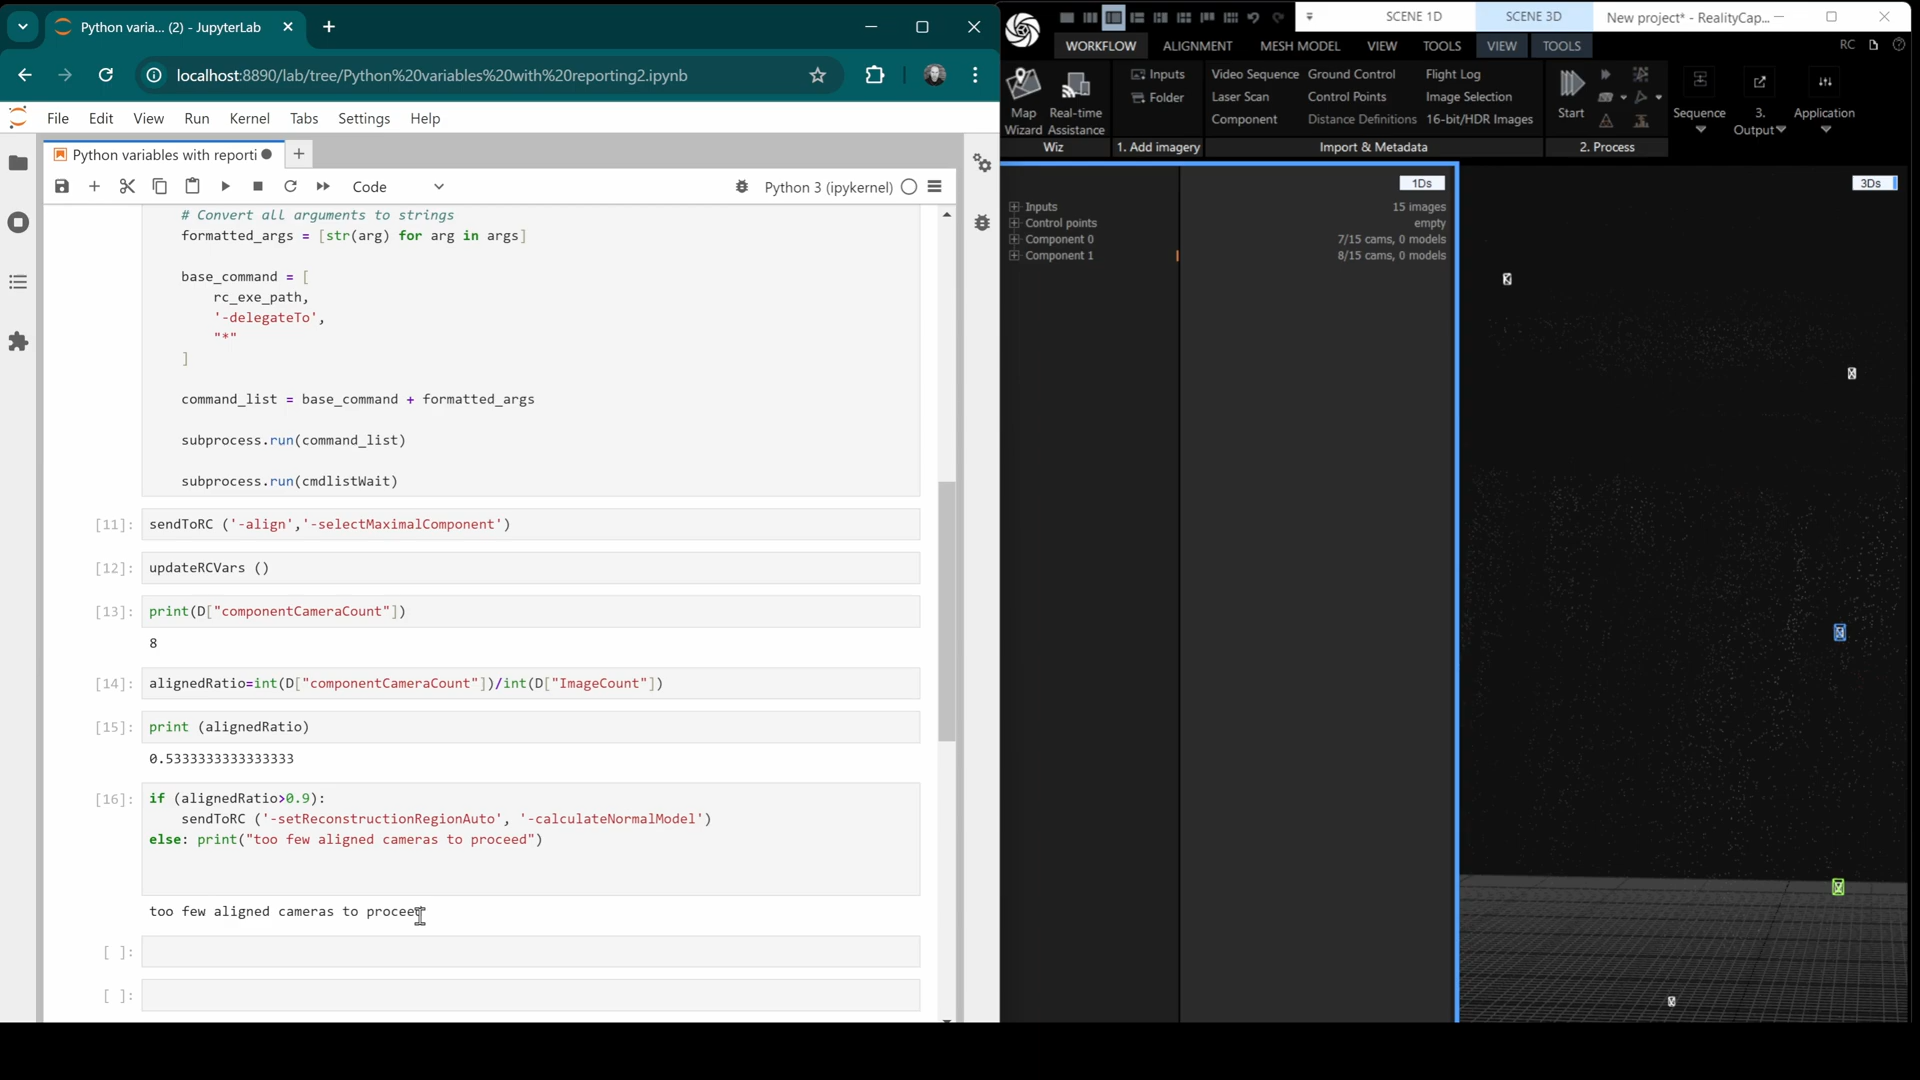 Python varia... (2) - JupyterLab
localhost:8890/lab/tree/Python%20variables%20with%20reporting2.ipynb
File Edit View Run Kernel Tabs Settings Help
Python variables with reporti
Code
Python 3 (ipykernel)
# Convert all arguments to strings
formatted_args = [str(arg) for arg in args]
base_command = [
rc_exe_path,
'-delegateTo',
"*"
]
command_list = base_command + formatted_args
subprocess.run(command_list)
subprocess.run(cmdlistWait)
[11]: sendToRC ('-align','-selectMaximalComponent')
[12]: updateRCVars ()
[13]: print(D["componentCameraCount"])
8
[14]: alignedRatio=int(D["componentCameraCount"])/int(D["ImageCount"])
[15]: print (alignedRatio)
0.5333333333333333
[16]: if (alignedRatio>0.9):
sendToRC ('-setReconstructionRegionAuto', '-calculateNormalModel')
else: print("too few aligned cameras to proceed")
too few aligned cameras to proceed
[ ]:
[ ]:
SCENE 1D SCENE 3D New project* - RealityCap...
WORKFLOW ALIGNMENT MESH MODEL VIEW TOOLS VIEW TOOLS RC
Map Wizard
Real-time Assistance
Wiz
Inputs
Folder
1. Add imagery
Video Sequence Ground Control Flight Log
Laser Scan Control Points Image Selection
Component Distance Definitions 16-bit/HDR Images
Import & Metadata
Start
2. Process
Sequence
3. Output
Application
1Ds
3Ds
Inputs 15 images
Control points empty
Component 0 7/15 cams, 0 models
Component 1 8/15 cams, 0 models